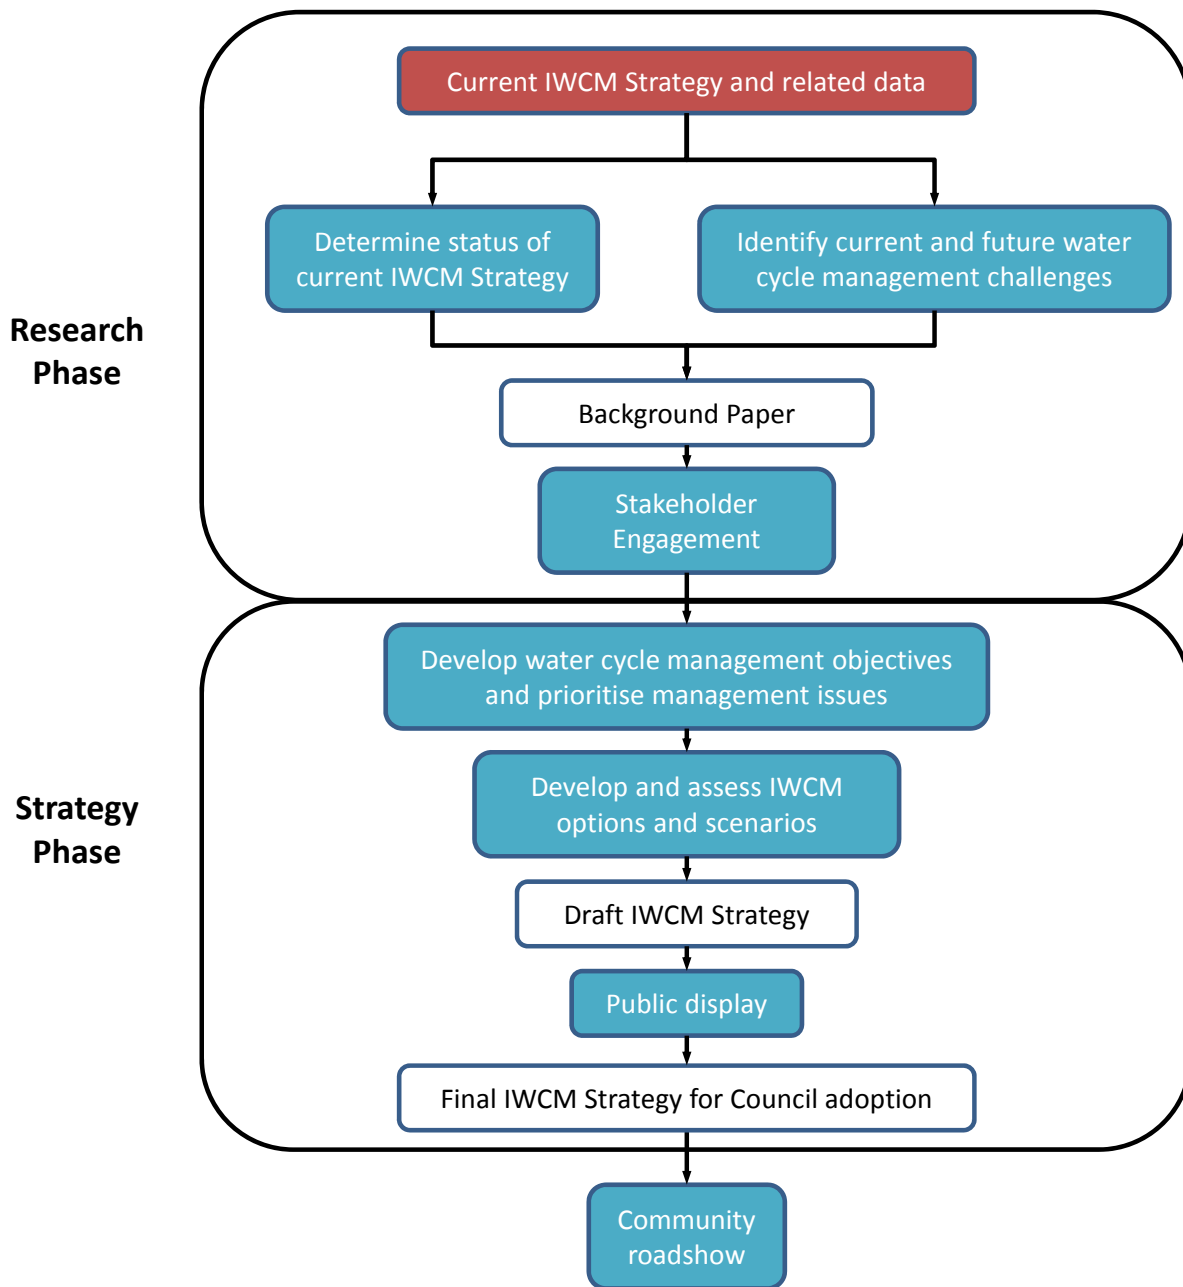 Current IWCM Strategy and related data
Determine status of
current IWCM Strategy
Identify current and future water
cycle management challenges
Research
Phase
Background Paper
Stakeholder
Engagement
Develop water cycle management objectives
and prioritise management issues
Develop and assess IWCM
options and scenarios
Strategy
Phase
Draft IWCM Strategy
Public display
Final IWCM Strategy for Council adoption
Community
roadshow